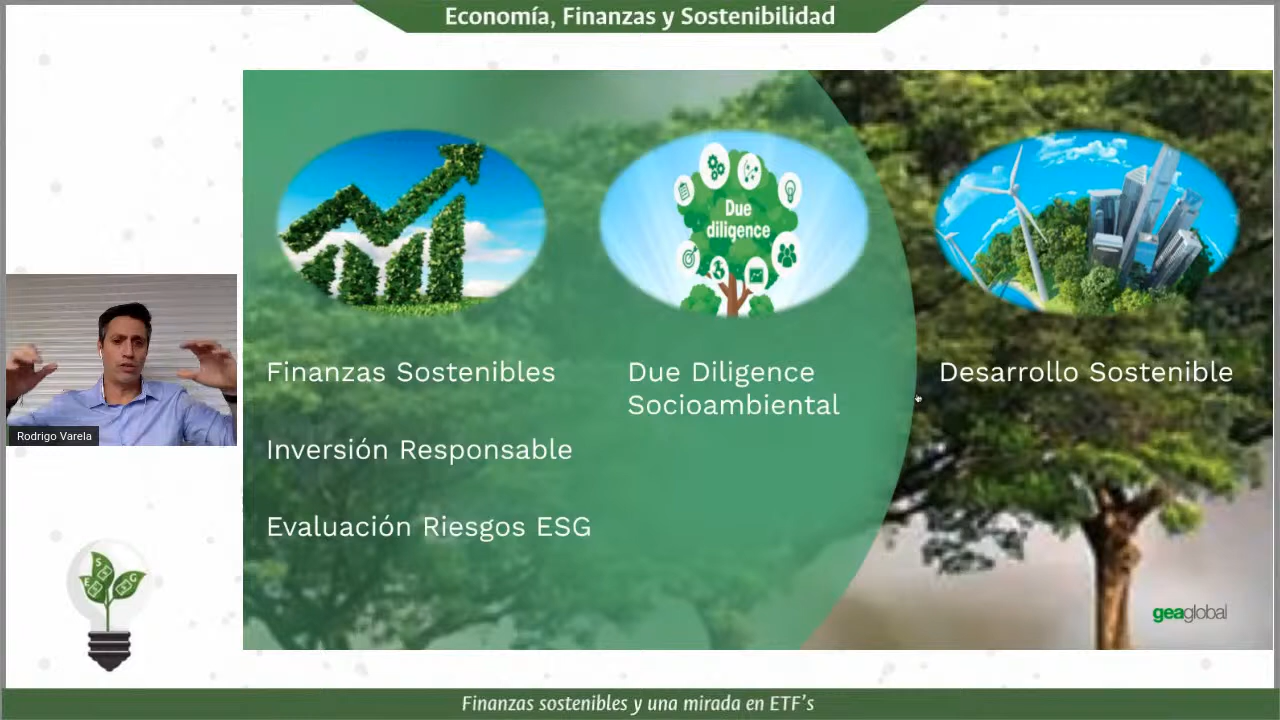 Economía, Finanzas y Sostenibilidad
Due
diligence
Finanzas Sostenibles
Due Diligence
Socioambiental
Desarrollo Sostenible
Inversión Responsable
Evaluación Riesgos ESG
Rodrigo Varela
E
S
G
geaglobal
Finanzas sostenibles y una mirada en ETF's